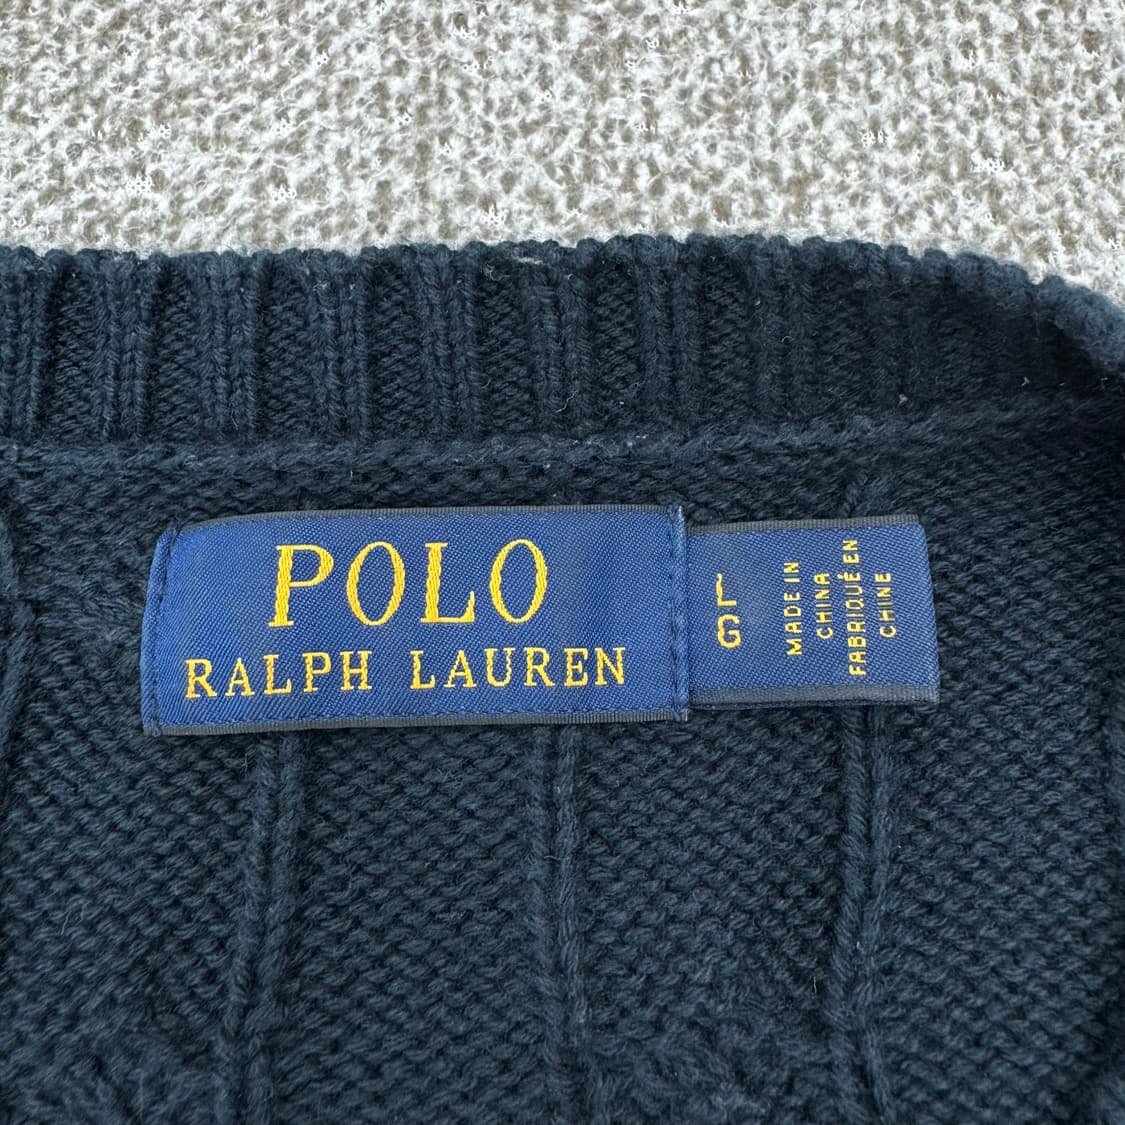 POLO
RALPH LAUREN
L
G
MADE IN
CHINA
FABRIQUÉ EN
CHINE